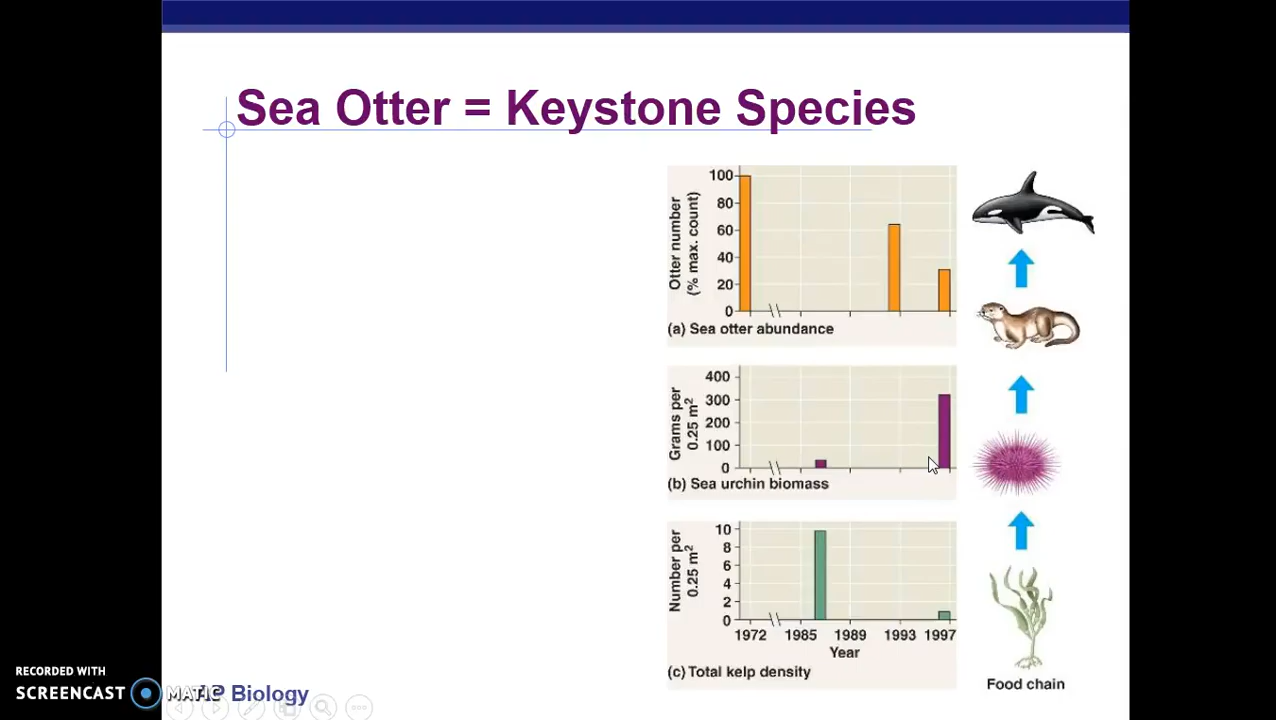 Sea Otter = Keystone Species
100
80
60
40
20
0
Otter number
(% max. count)
(a) Sea otter abundance
400
300
200
100
0
Grams per
0.25 m²
(b) Sea urchin biomass
10
8
6
4
2
0
Number per
0.25 m²
1972 1985 1989 1993 1997
Year
(c) Total kelp density
Food chain
RECORDED WITH
SCREENCAST MATIC
AP Biology